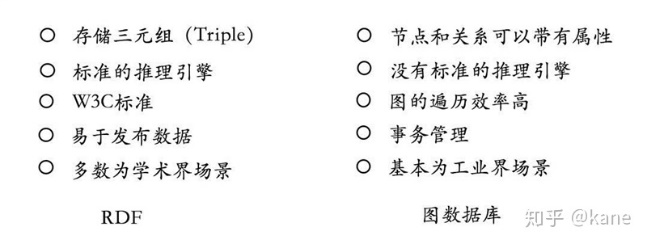 存储三元组（Triple）
标准的推理引擎
W3C标准
易于发布数据
多数为学术界场景
RDF
节点和关系可以带有属性
没有标准的推理引擎
图的遍历效率高
事务管理
基本为工业界场景
图数据库
知乎 @kane